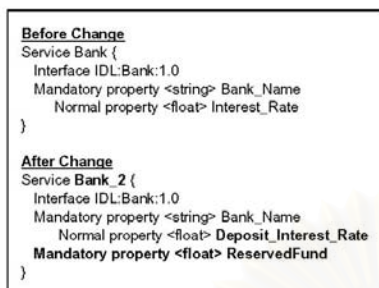 Before Change
Service Bank {
Interface IDL:Bank:1.0
Mandatory property <string> Bank_Name
Normal property <float> Interest_Rate
}
After Change
Service Bank_2 {
Interface IDL:Bank:1.0
Mandatory property <string> Bank_Name
Normal property <float> Deposit_Interest_Rate
Mandatory property <float> ReservedFund
}